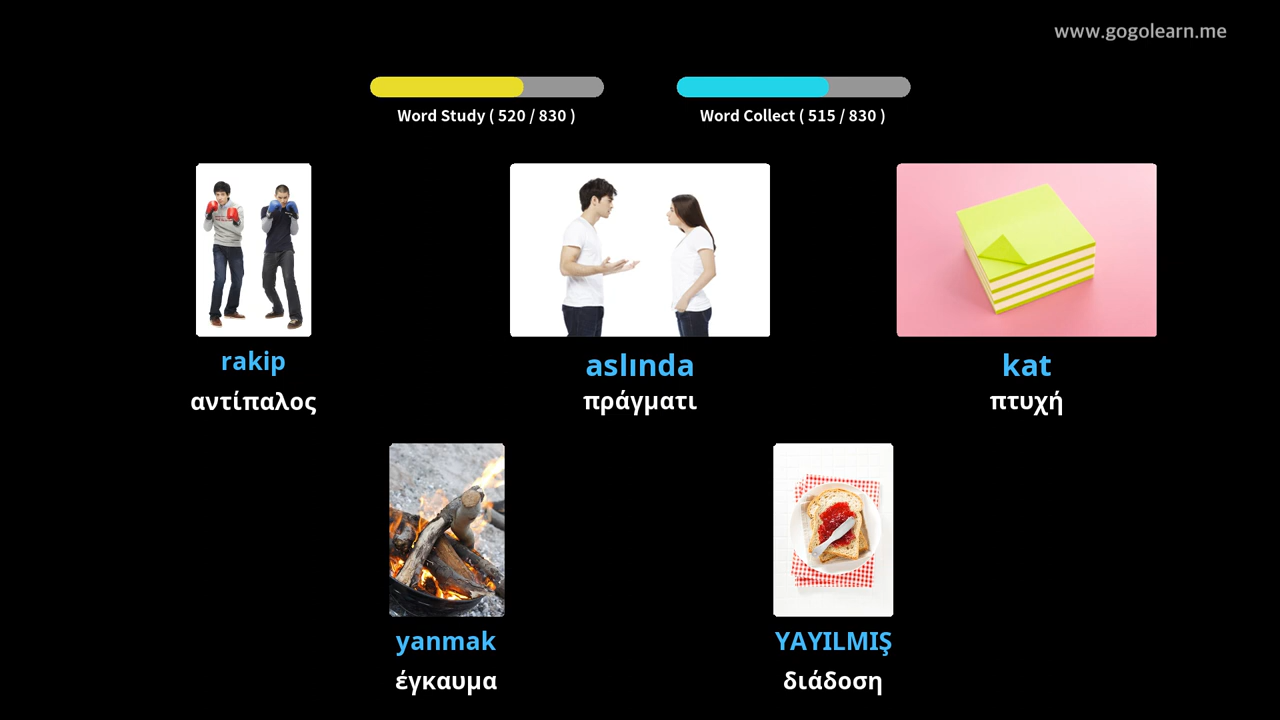 www.gogolearn.me
Word Study ( 520 / 830 )
Word Collect ( 515 / 830 )
rakip
αντίπαλος
aslında
πράγματι
kat
πτυχή
yanmak
έγκαυμα
YAYILMIŞ
διάδοση